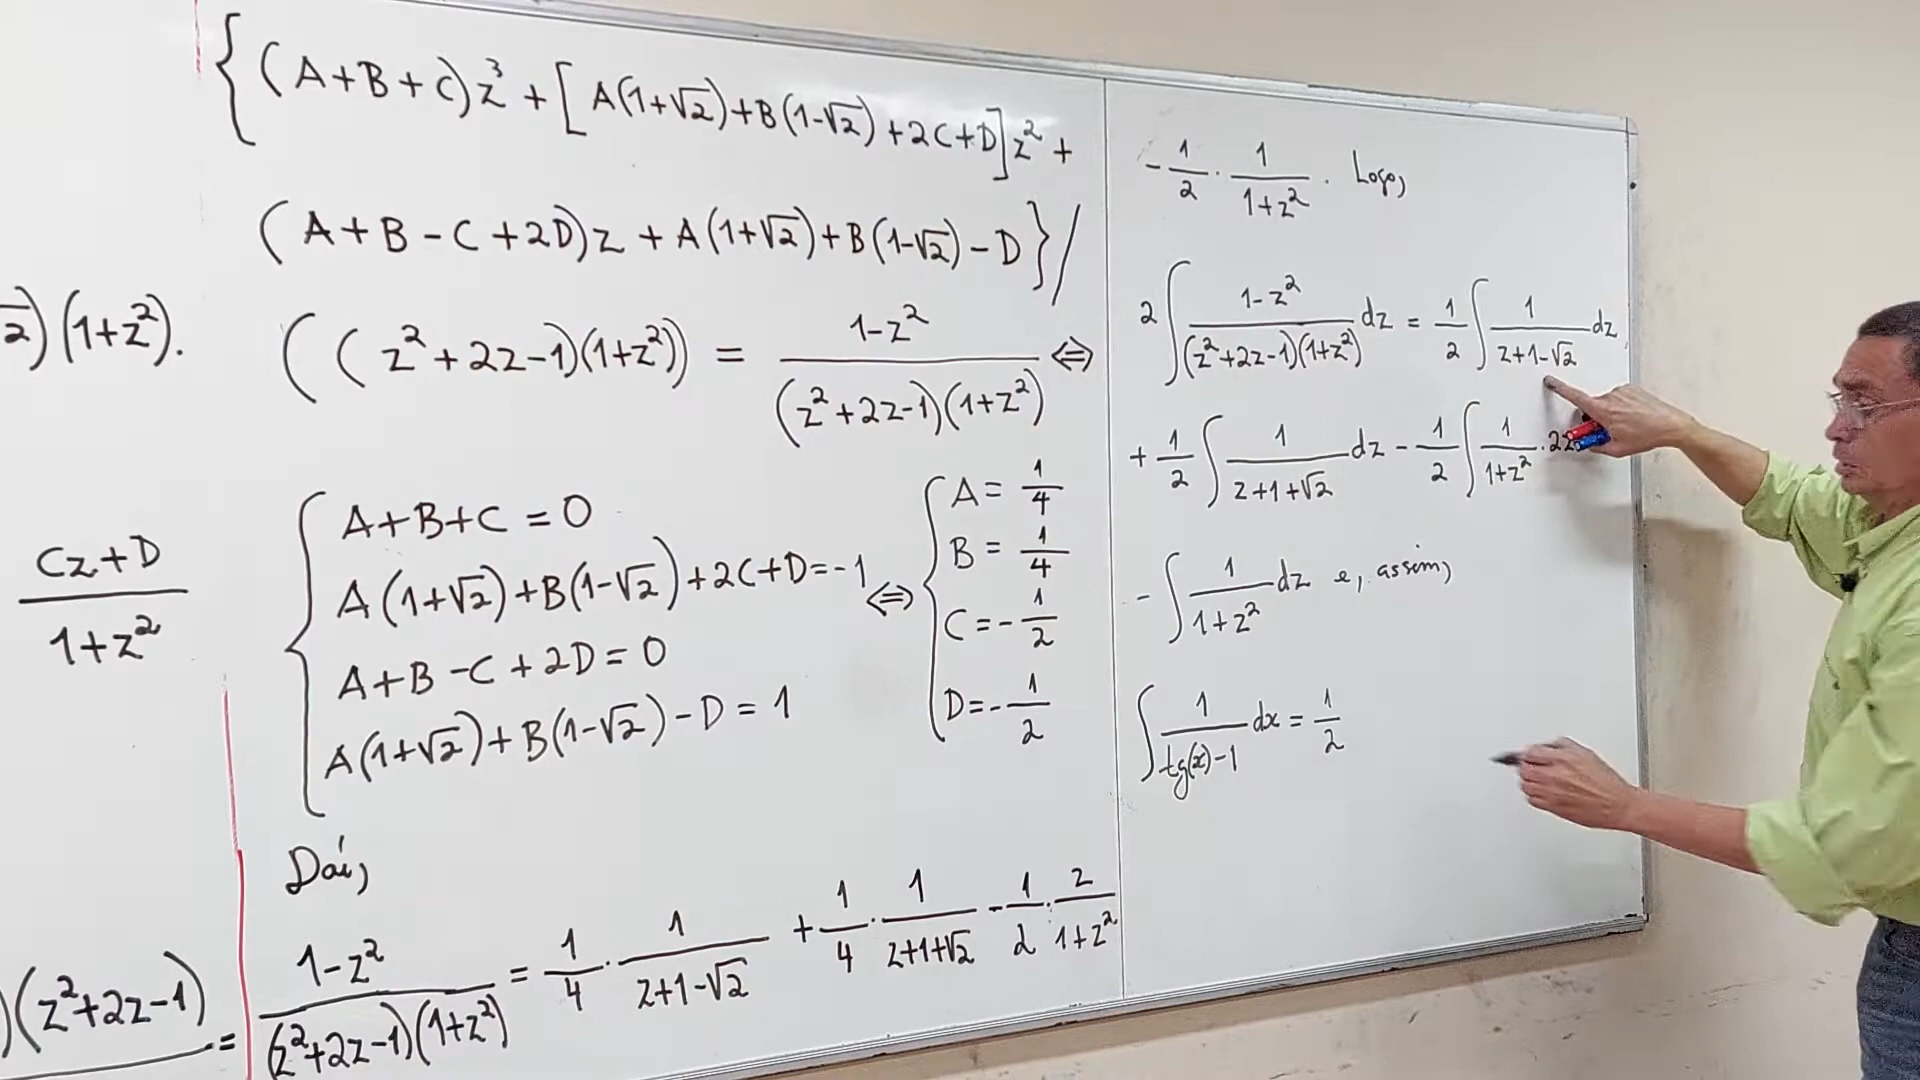 {(A+B+C)z³ + [A(1+√2)+B(1-√2)+2C+D]z² +
(A+B-C+2D)z + A(1+√2)+B(1-√2)-D}/
2)(1+z²).
((z²+2z-1)(1+z²)) = (1-z²)/((z²+2z-1)(1+z²)) ⇔
A+B+C = 0
A(1+√2)+B(1-√2)+2C+D=-1
A+B-C+2D=0
A(1+√2)+B(1-√2)-D=1
⇔
A = 1/4
B = 1/4
C = -1/2
D = -1/2
(Cz+D)/(1+z²)
Daí,
)(z²+2z-1) =
(1-z²)/((z²+2z-1)(1+z²)) = 1/4 · 1/(z+1-√2) + 1/4 · 1/(z+1+√2) - 1/2 · z/(1+z²)
-1/2 · 1/(1+z²). Logo,
2∫(1-z²)/((z²+2z-1)(1+z²)) dz = 1/2 ∫ 1/(z+1-√2) dz
+ 1/2 ∫ 1/(z+1+√2) dz - 1/2 ∫ 1/(1+z²) · 2z
- ∫ 1/(1+z²) dz e, assim,
∫ 1/(tg(x)-1) dx = 1/2